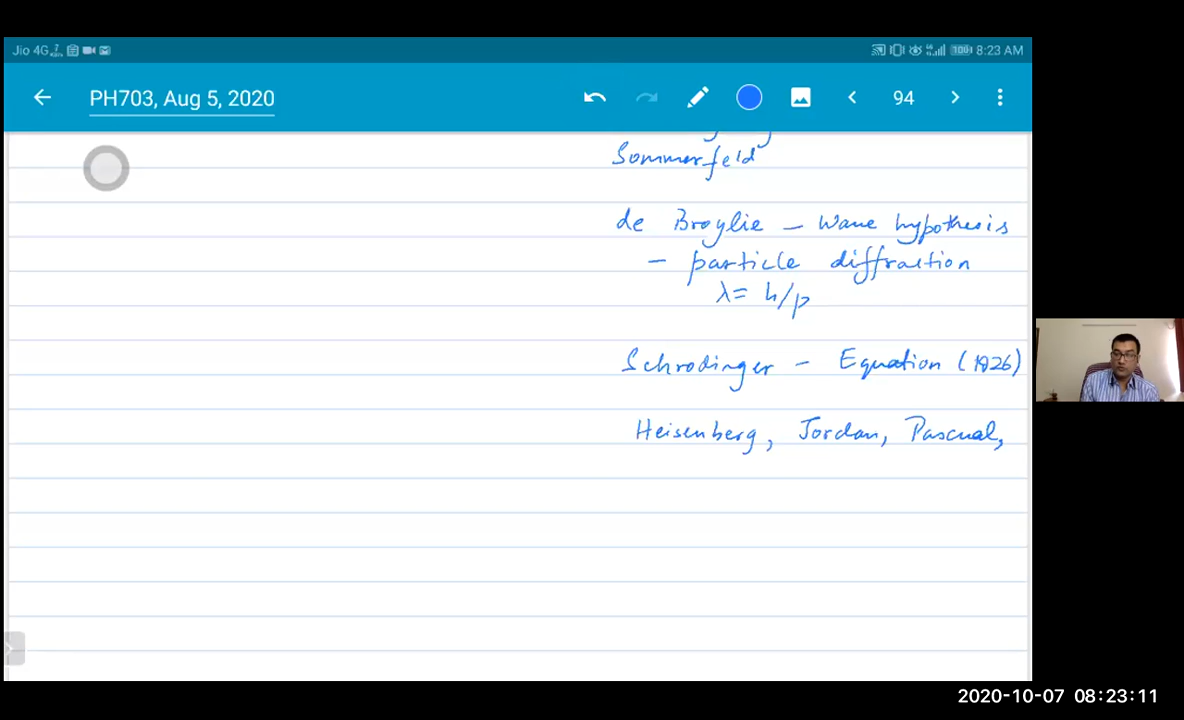 Jio 4G
8:23 AM
PH703, Aug 5, 2020
94
Sommerfeld
de Broglie – Wave hypothesis
– particle diffraction
λ = h/p
Schrodinger – Equation (1926)
Heisenberg, Jordan, Pascual,
2020-10-07 08:23:11